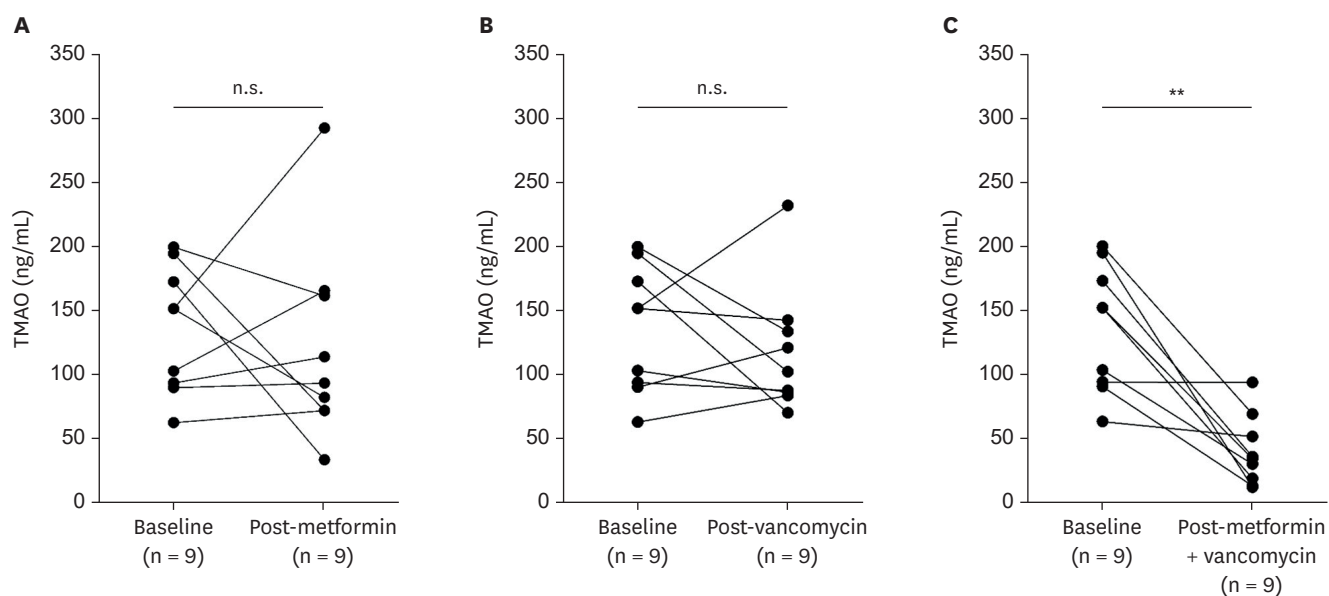 A
TMAO (ng/mL)
350
300
250
200
150
100
50
0
n.s.
Baseline
(n = 9)
Post-metformin
(n = 9)
B
TMAO (ng/mL)
350
300
250
200
150
100
50
0
n.s.
Baseline
(n = 9)
Post-vancomycin
(n = 9)
C
TMAO (ng/mL)
350
300
250
200
150
100
50
0
**
Baseline
(n = 9)
Post-metformin
+ vancomycin
(n = 9)